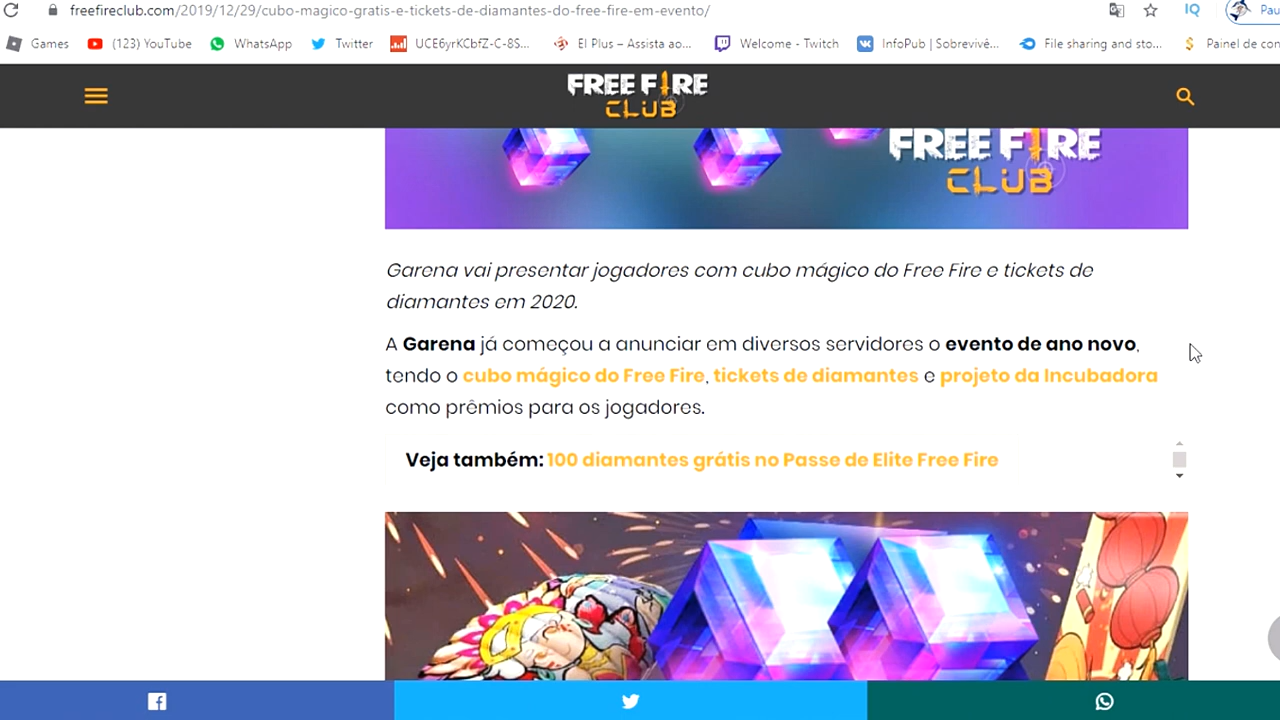 freefireclub.com/2019/12/29/cubo-magico-gratis-e-tickets-de-diamantes-do-free-fire-em-evento/
IQ
Pau
Games
(123) YouTube
WhatsApp
Twitter
UCE6yrKCbfZ-C-8S...
El Plus – Assista ao...
Welcome - Twitch
InfoPub | Sobrevivê...
File sharing and sto...
Painel de con
FREE FIRE
CLUB
FREE FIRE
CLUB
Garena vai presentar jogadores com cubo mágico do Free Fire e tickets de
diamantes em 2020.
A Garena já começou a anunciar em diversos servidores o evento de ano novo,
tendo o cubo mágico do Free Fire, tickets de diamantes e projeto da Incubadora
como prêmios para os jogadores.
Veja também: 100 diamantes grátis no Passe de Elite Free Fire